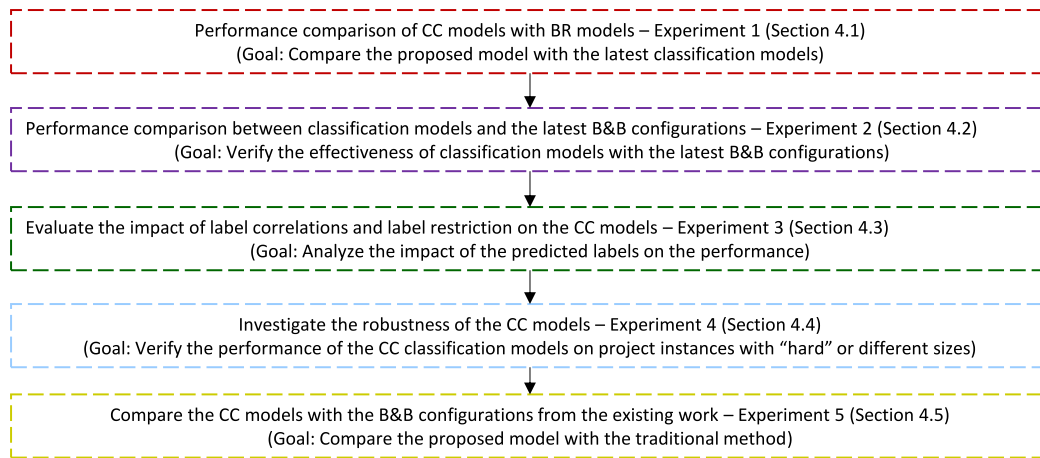 Performance comparison of CC models with BR models – Experiment 1 (Section 4.1)
(Goal: Compare the proposed model with the latest classification models)
Performance comparison between classification models and the latest B&B configurations – Experiment 2 (Section 4.2)
(Goal: Verify the effectiveness of classification models with the latest B&B configurations)
Evaluate the impact of label correlations and label restriction on the CC models – Experiment 3 (Section 4.3)
(Goal: Analyze the impact of the predicted labels on the performance)
Investigate the robustness of the CC models – Experiment 4 (Section 4.4)
(Goal: Verify the performance of the CC classification models on project instances with “hard” or different sizes)
Compare the CC models with the B&B configurations from the existing work – Experiment 5 (Section 4.5)
(Goal: Compare the proposed model with the traditional method)